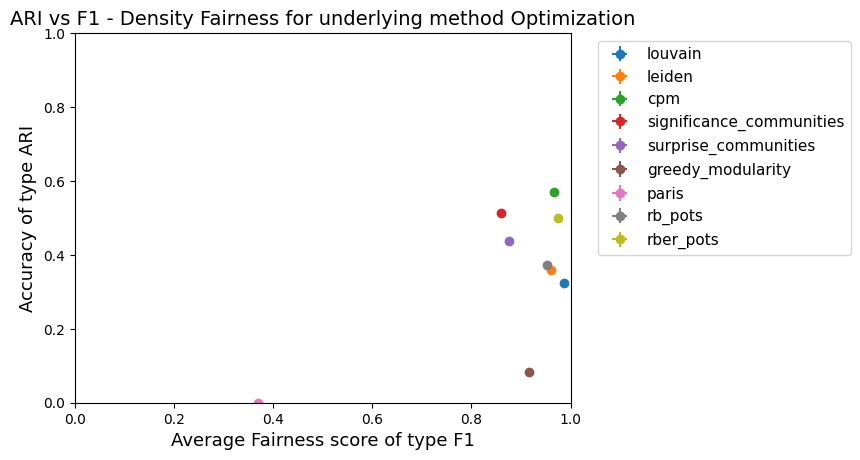 ARI vs F1 - Density Fairness for underlying method Optimization
1.0
0.8
0.6
0.4
0.2
0.0
Accuracy of type ARI
0.0 0.2 0.4 0.6 0.8 1.0
Average Fairness score of type F1
louvain
leiden
cpm
significance_communities
surprise_communities
greedy_modularity
paris
rb_pots
rber_pots